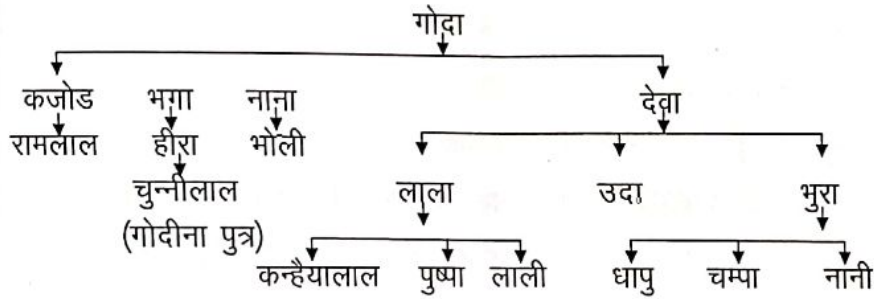 गोदा
कजोड भगा नाना देवा
रामलाल हीरा भोली
चुन्नीलाल लाला उदा भुरा
(गोदीना पुत्र)
कन्हैयालाल पुष्पा लाली धापु चम्पा नानी